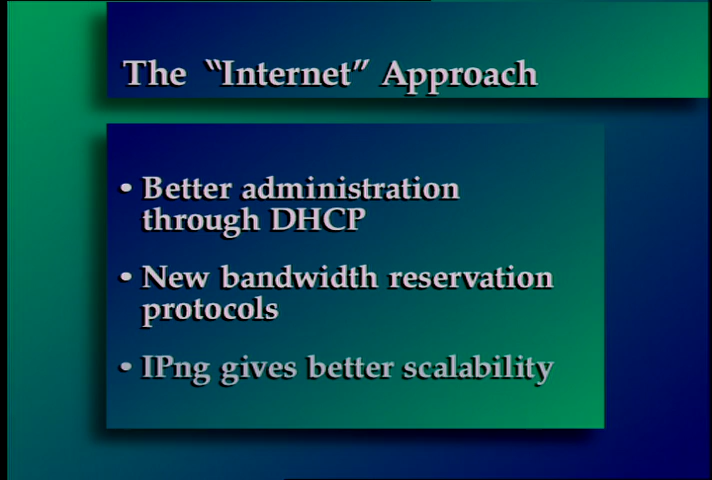 The “Internet” Approach
• Better administration
through DHCP
• New bandwidth reservation
protocols
• IPng gives better scalability